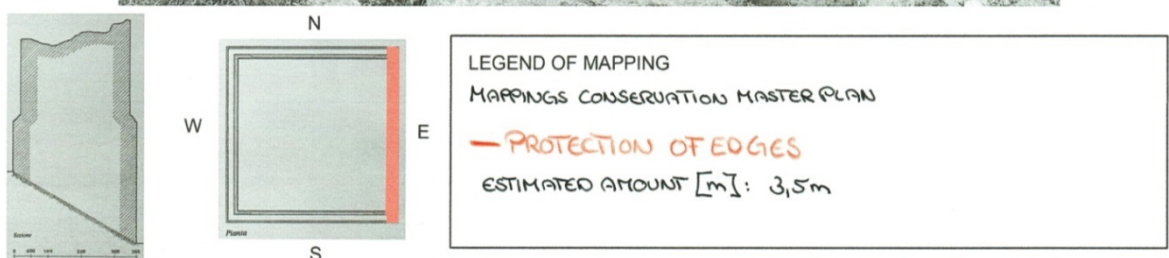 N
W
E
S
Sezione
Pianta
LEGEND OF MAPPING
MAPPINGS CONSERVATION MASTER PLAN
— PROTECTION OF EDGES
ESTIMATED AMOUNT [m]: 3,5m